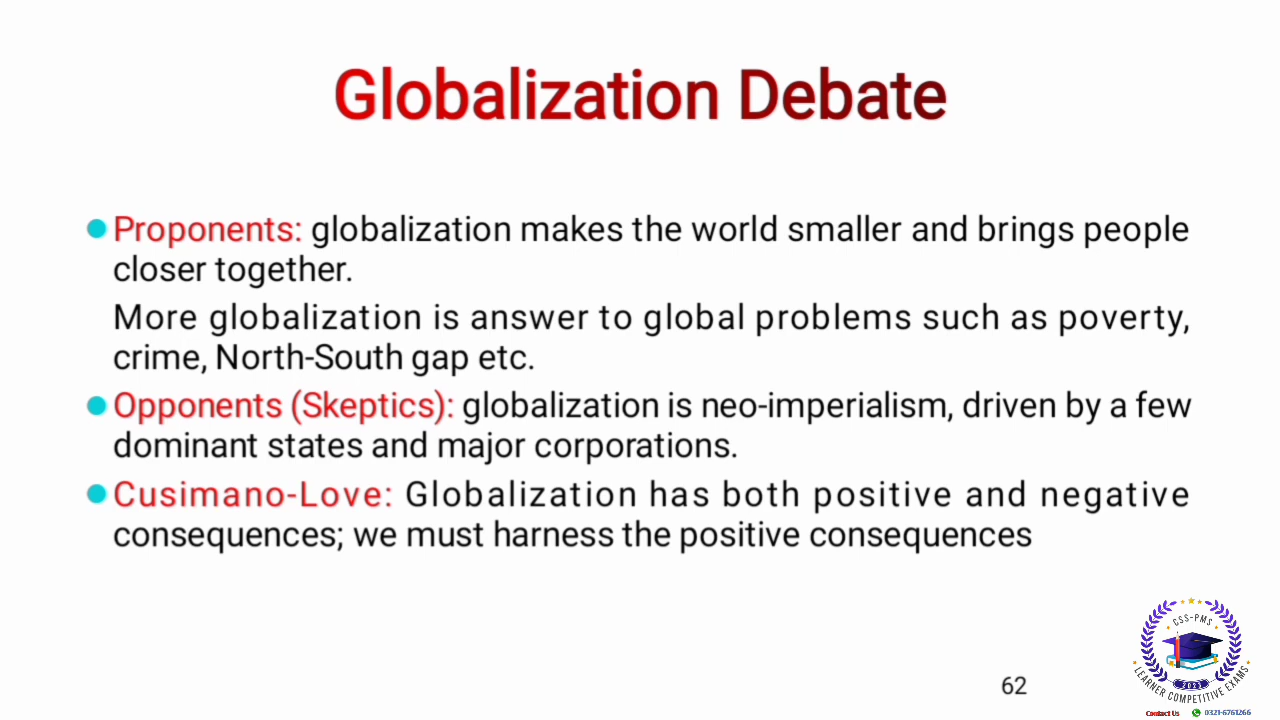 Globalization Debate
Proponents: globalization makes the world smaller and brings people
closer together.
More globalization is answer to global problems such as poverty,
crime, North-South gap etc.
Opponents (Skeptics): globalization is neo-imperialism, driven by a few
dominant states and major corporations.
Cusimano-Love: Globalization has both positive and negative
consequences; we must harness the positive consequences
62
CSS-PMS
2023
LEARNER COMPETITIVE EXAMS
Contact Us 0321-6761266